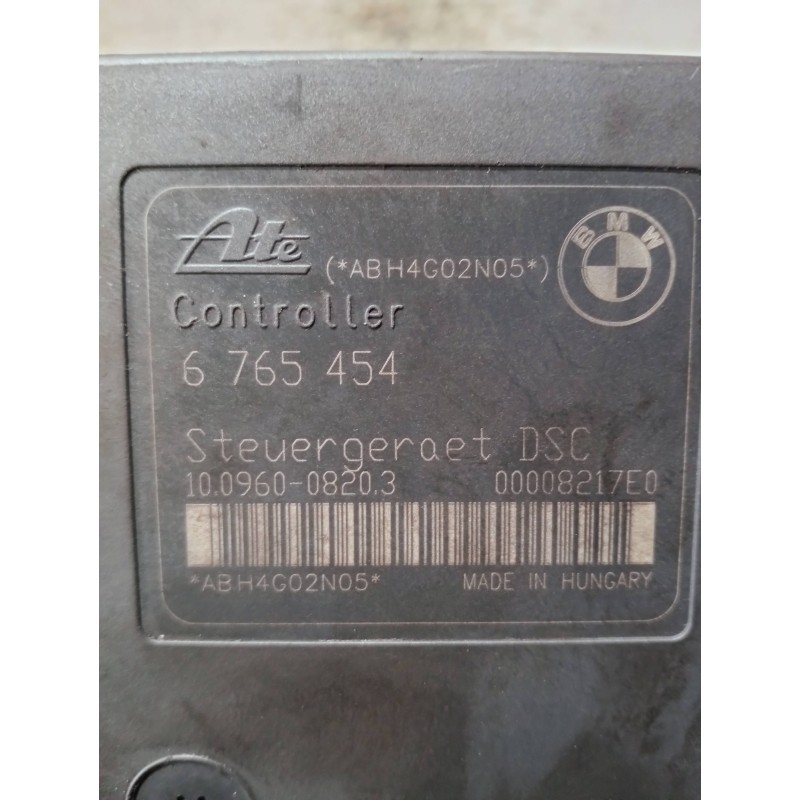 Ate (*ABH4G02N05*)
BMW
Controller
6 765 454
Steuergeraet DSC
10.0960-0820.3 00008217E0
*ABH4G02N05* MADE IN HUNGARY